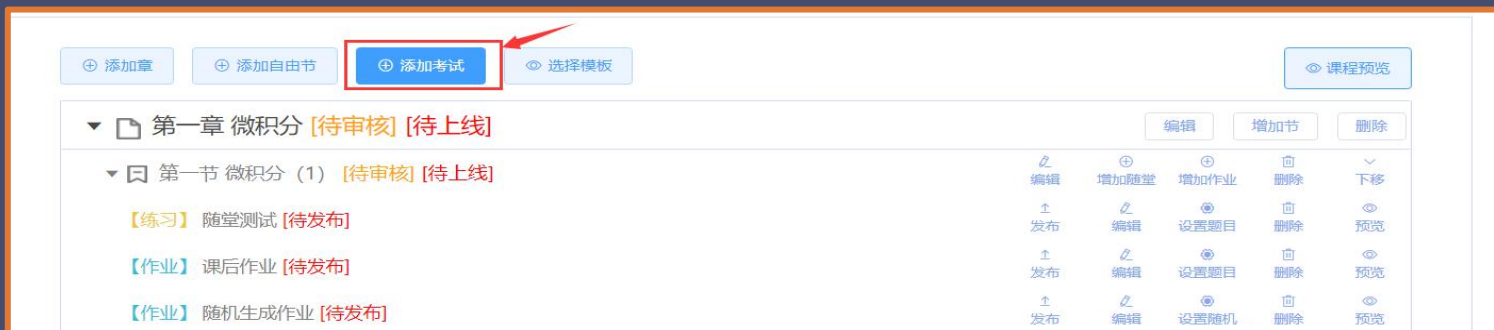 添加章 添加自由节 添加考试 选择模板 课程预览
第一章 微积分 [待审核] [待上线] 编辑 增加节 删除
第一节 微积分（1） [待审核] [待上线] 编辑 增加随堂 增加作业 删除 下移
【练习】 随堂测试 [待发布] 发布 编辑 设置题目 删除 预览
【作业】 课后作业 [待发布] 发布 编辑 设置题目 删除 预览
【作业】 随机生成作业 [待发布] 发布 编辑 设置随机 删除 预览